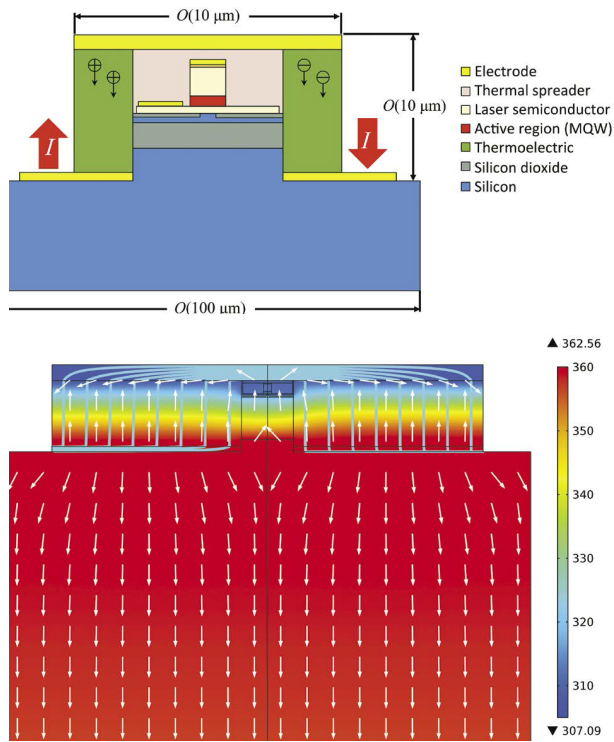 O(10 μm)
⊕
⊕
⊖
⊖
I
I
O(10 μm)
Electrode
Thermal spreader
Laser semiconductor
Active region (MQW)
Thermoelectric
Silicon dioxide
Silicon
O(100 μm)
▲ 362.56
360
350
340
330
320
310
▼ 307.09